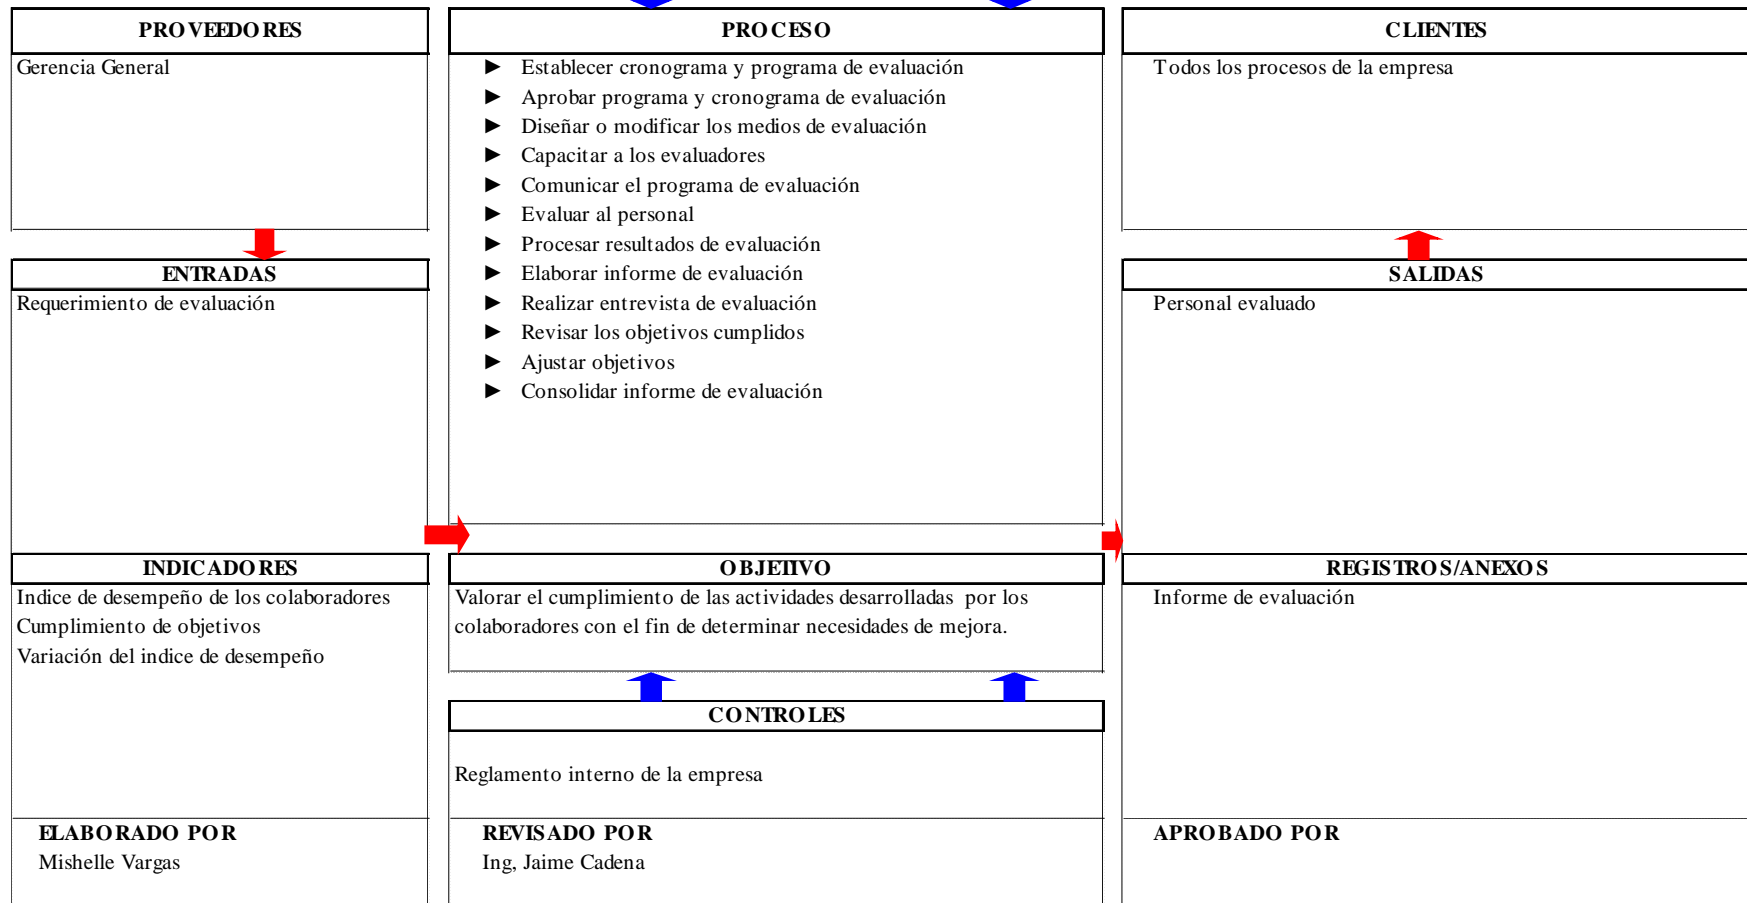 PROVEEDORES
Gerencia General
ENTRADAS
Requerimiento de evaluación
INDICADORES
Indice de desempeño de los colaboradores
Cumplimiento de objetivos
Variación del indice de desempeño
ELABORADO POR
Mishelle Vargas
PROCESO
► Establecer cronograma y programa de evaluación
► Aprobar programa y cronograma de evaluación
► Diseñar o modificar los medios de evaluación
► Capacitar a los evaluadores
► Comunicar el programa de evaluación
► Evaluar al personal
► Procesar resultados de evaluación
► Elaborar informe de evaluación
► Realizar entrevista de evaluación
► Revisar los objetivos cumplidos
► Ajustar objetivos
► Consolidar informe de evaluación
OBJETIVO
Valorar el cumplimiento de las actividades desarrolladas por los
colaboradores con el fin de determinar necesidades de mejora.
CONTROLES
Reglamento interno de la empresa
REVISADO POR
Ing, Jaime Cadena
CLIENTES
Todos los procesos de la empresa
SALIDAS
Personal evaluado
REGISTROS/ANEXOS
Informe de evaluación
APROBADO POR